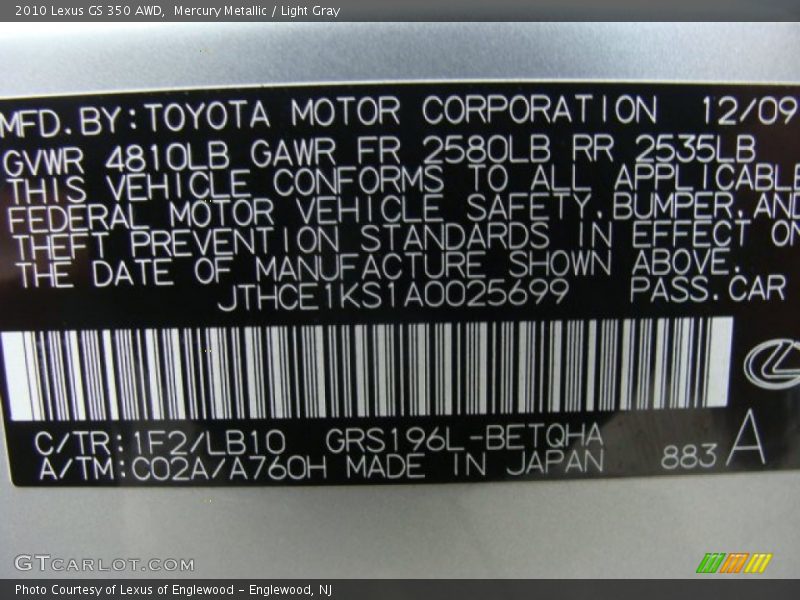 2010 Lexus GS 350 AWD, Mercury Metallic / Light Gray
MFD.BY:TOYOTA MOTOR CORPORATION 12/09
GVWR 4810LB GAWR FR 2580LB RR 2535LB
THIS VEHICLE CONFORMS TO ALL APPLICABLE
FEDERAL MOTOR VEHICLE SAFETY,BUMPER,AND
THEFT PREVENTION STANDARDS IN EFFECT ON
THE DATE OF MANUFACTURE SHOWN ABOVE.
JTHCE1KS1A0025699 PASS.CAR
C/TR:1F2/LB10 GRS196L-BETQHA
A/TM:C02A/A760H MADE IN JAPAN 883 A
GTCARLOT.COM
Photo Courtesy of Lexus of Englewood - Englewood, NJ